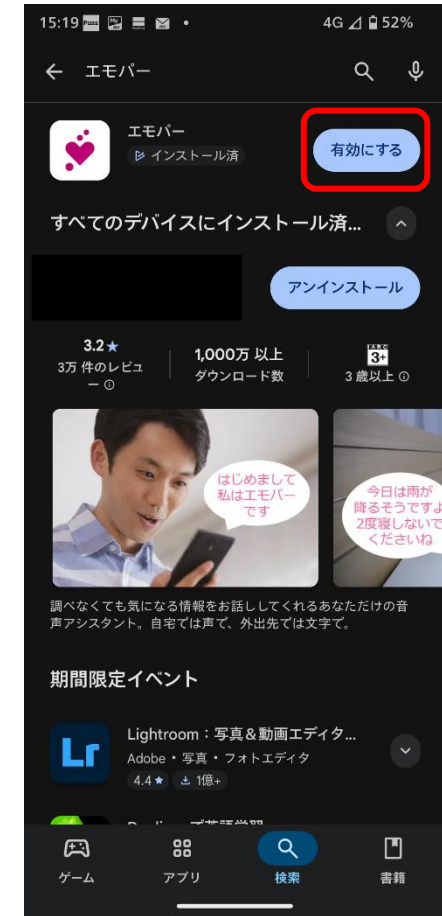 15:19 Pass 4G 52%
エモパー
エモパー
インストール済
有効にする
すべてのデバイスにインストール済...
アンインストール
3.2★
3万 件のレビュ
ー
1,000万 以上
ダウンロード数
3+
3 歳以上
はじめまして
私はエモパー
です
今日は雨が
降るそうですよ
2度寝しないで
くださいね
調べなくても気になる情報をお話ししてくれるあなただけの音
声アシスタント。自宅では声で、外出先では文字で。
期間限定イベント
Lr
Lightroom：写真＆動画エディタ...
Adobe・写真・フォトエディタ
4.4★ 1億+
ゲーム
アプリ
検索
書籍